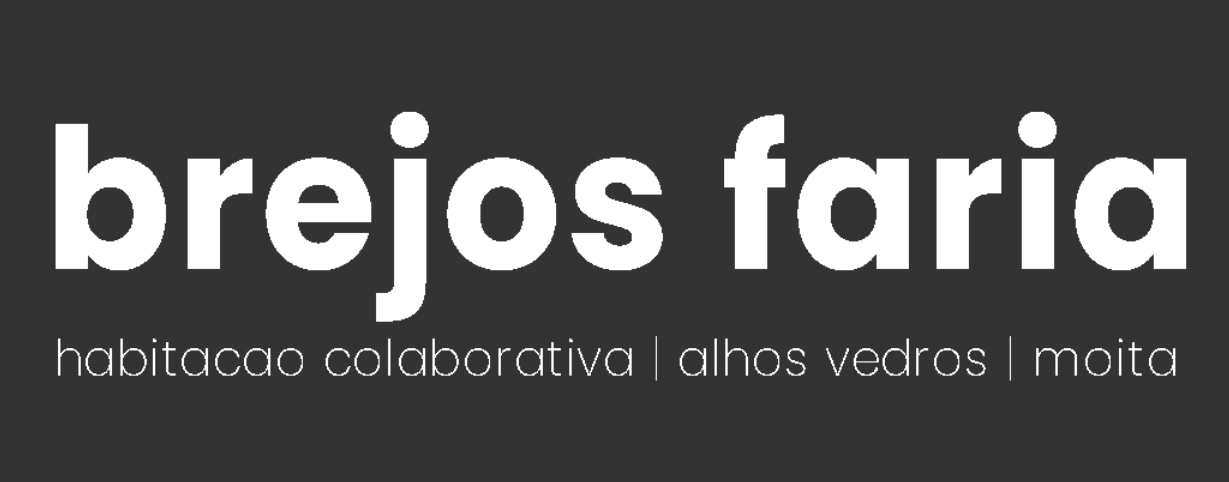 brejos faria
habitacao colaborativa | alhos vedros | moita